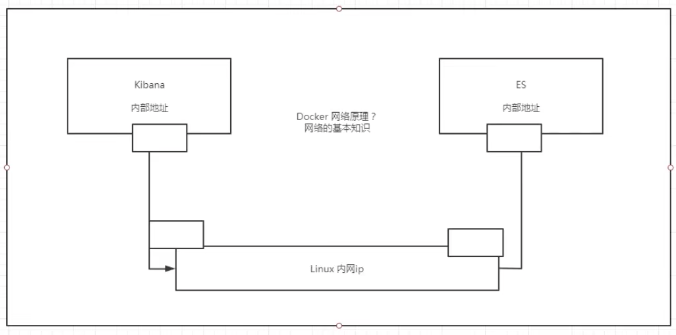 Kibana
内部地址
ES
内部地址
Docker 网络原理？
网络的基本知识
Linux 内网ip